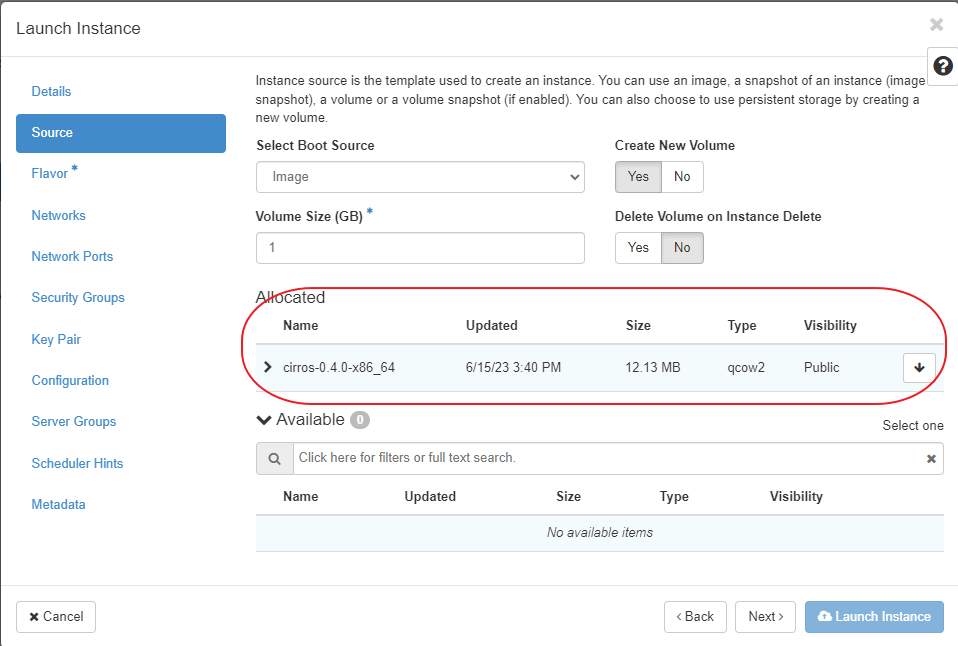 Launch Instance
Details
Source
Flavor *
Networks
Network Ports
Security Groups
Key Pair
Configuration
Server Groups
Scheduler Hints
Metadata
Instance source is the template used to create an instance. You can use an image, a snapshot of an instance (image
snapshot), a volume or a volume snapshot (if enabled). You can also choose to use persistent storage by creating a
new volume.
Select Boot Source
Create New Volume
Image
Yes No
Volume Size (GB) *
Delete Volume on Instance Delete
1
Yes No
Allocated
Name Updated Size Type Visibility
cirros-0.4.0-x86_64 6/15/23 3:40 PM 12.13 MB qcow2 Public
Available 0
Select one
Click here for filters or full text search.
Name Updated Size Type Visibility
No available items
Cancel
Back
Next
Launch Instance